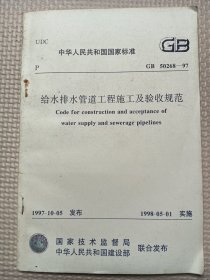 UDC
中华人民共和国国家标准
GB
P
GB 50268—97
给水排水管道工程施工及验收规范
Code for construction and acceptance of
water supply and sewerage pipelines
1997-10-05 发布
1998-05-01 实施
国家技术监督局
中华人民共和国建设部
联合发布